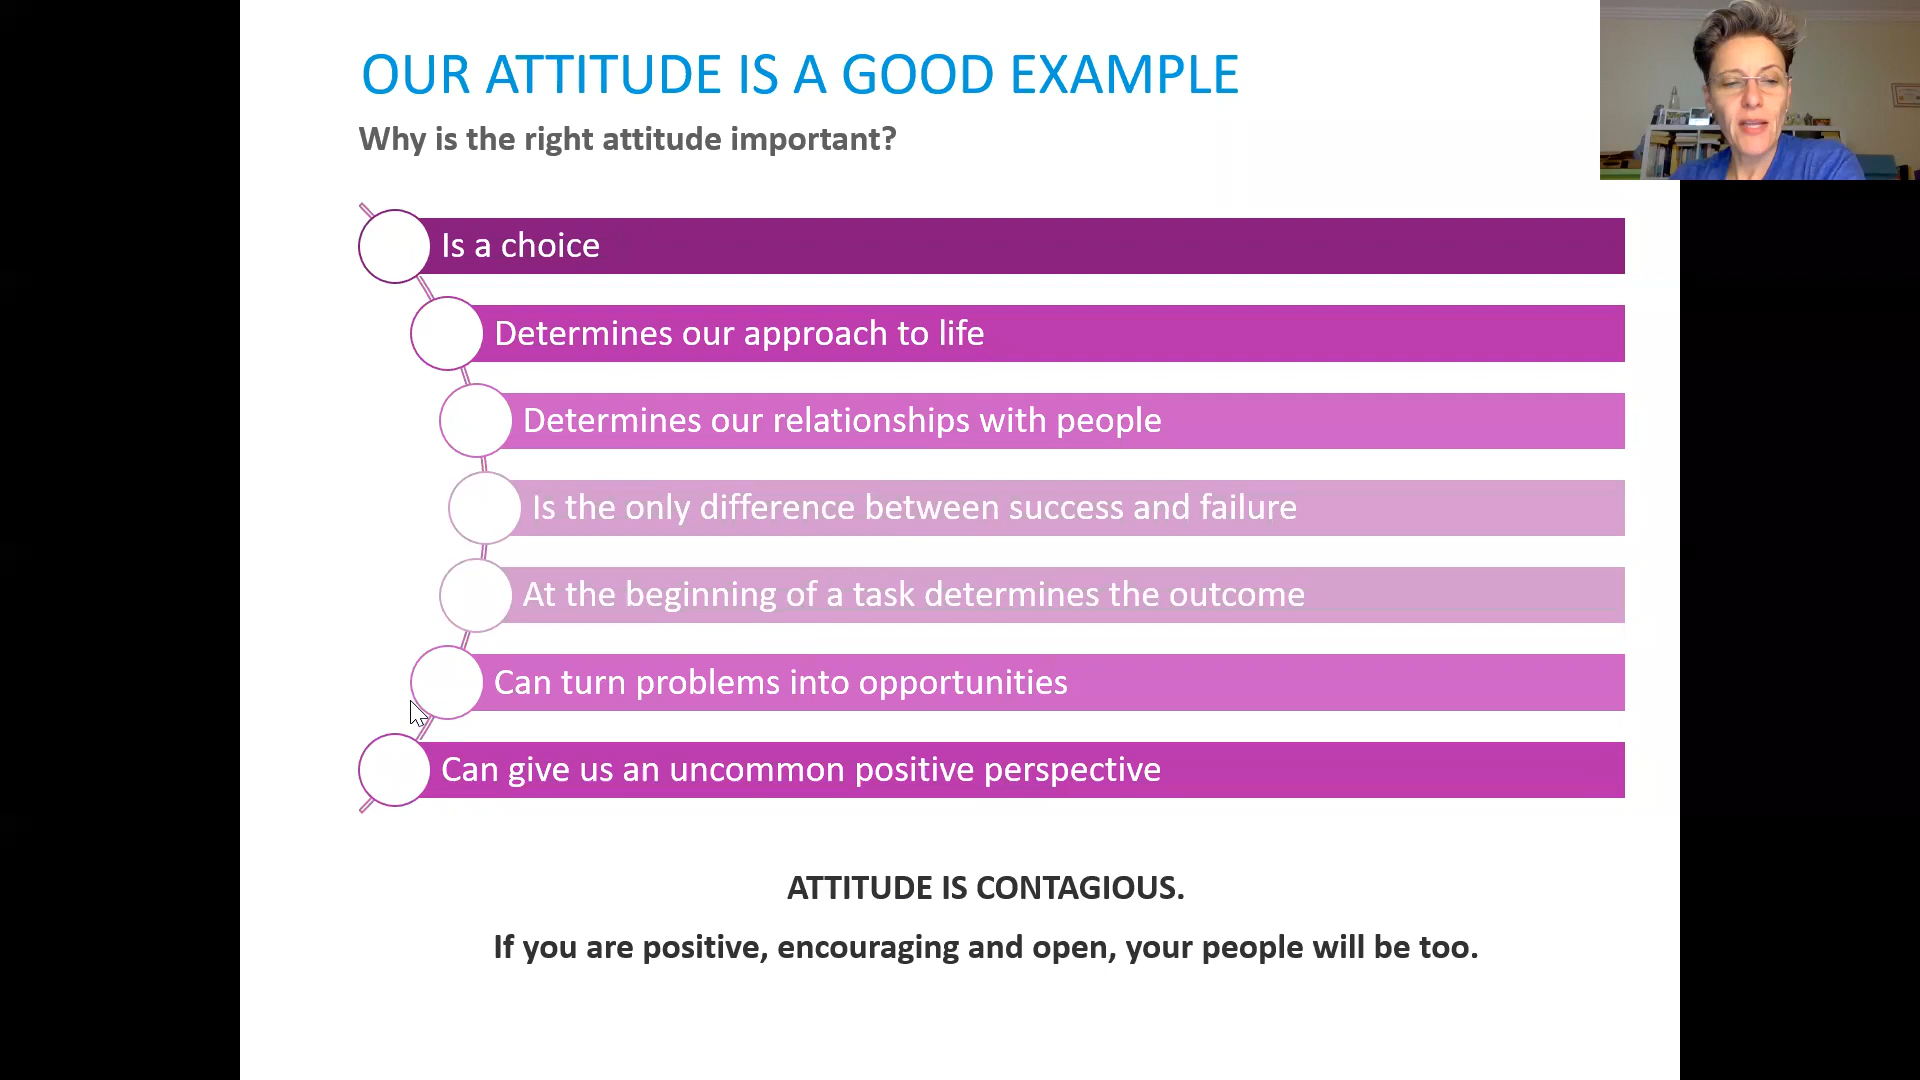 OUR ATTITUDE IS A GOOD EXAMPLE
Why is the right attitude important?
Is a choice
Determines our approach to life
Determines our relationships with people
Is the only difference between success and failure
At the beginning of a task determines the outcome
Can turn problems into opportunities
Can give us an uncommon positive perspective
ATTITUDE IS CONTAGIOUS.
If you are positive, encouraging and open, your people will be too.